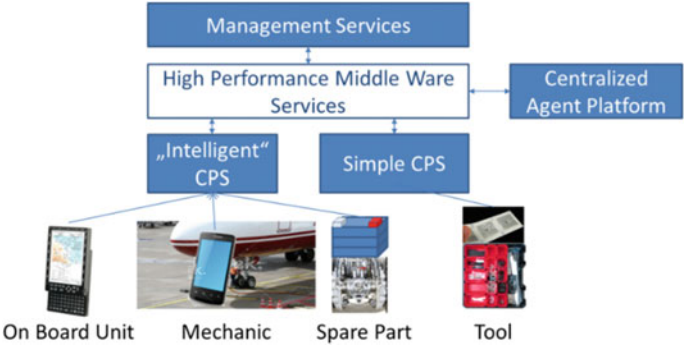 Management Services
High Performance Middle Ware
Services
Centralized
Agent Platform
„Intelligent“
CPS
Simple CPS
On Board Unit
Mechanic
Spare Part
Tool